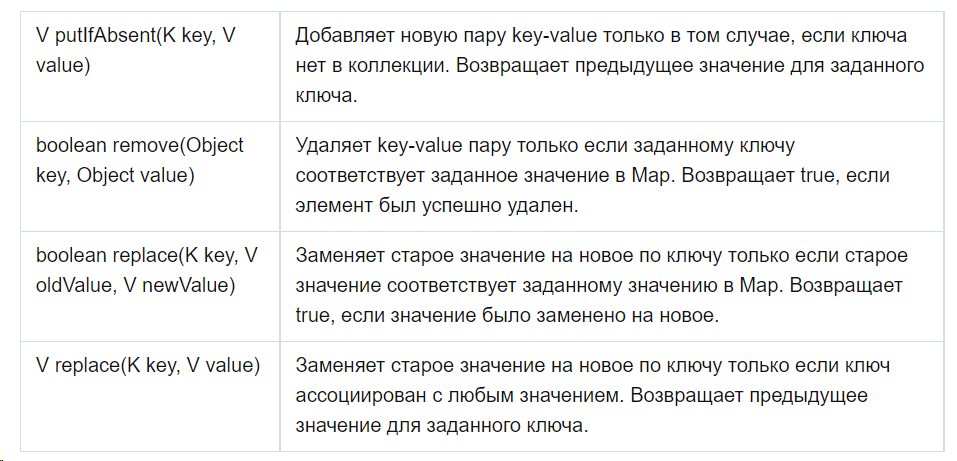 V putIfAbsent(K key, V
value)
Добавляет новую пару key-value только в том случае, если ключа
нет в коллекции. Возвращает предыдущее значение для заданного
ключа.
boolean remove(Object
key, Object value)
Удаляет key-value пару только если заданному ключу
соответствует заданное значение в Map. Возвращает true, если
элемент был успешно удален.
boolean replace(K key, V
oldValue, V newValue)
Заменяет старое значение на новое по ключу только если старое
значение соответствует заданному значению в Map. Возвращает
true, если значение было заменено на новое.
V replace(K key, V value)
Заменяет старое значение на новое по ключу только если ключ
ассоциирован с любым значением. Возвращает предыдущее
значение для заданного ключа.